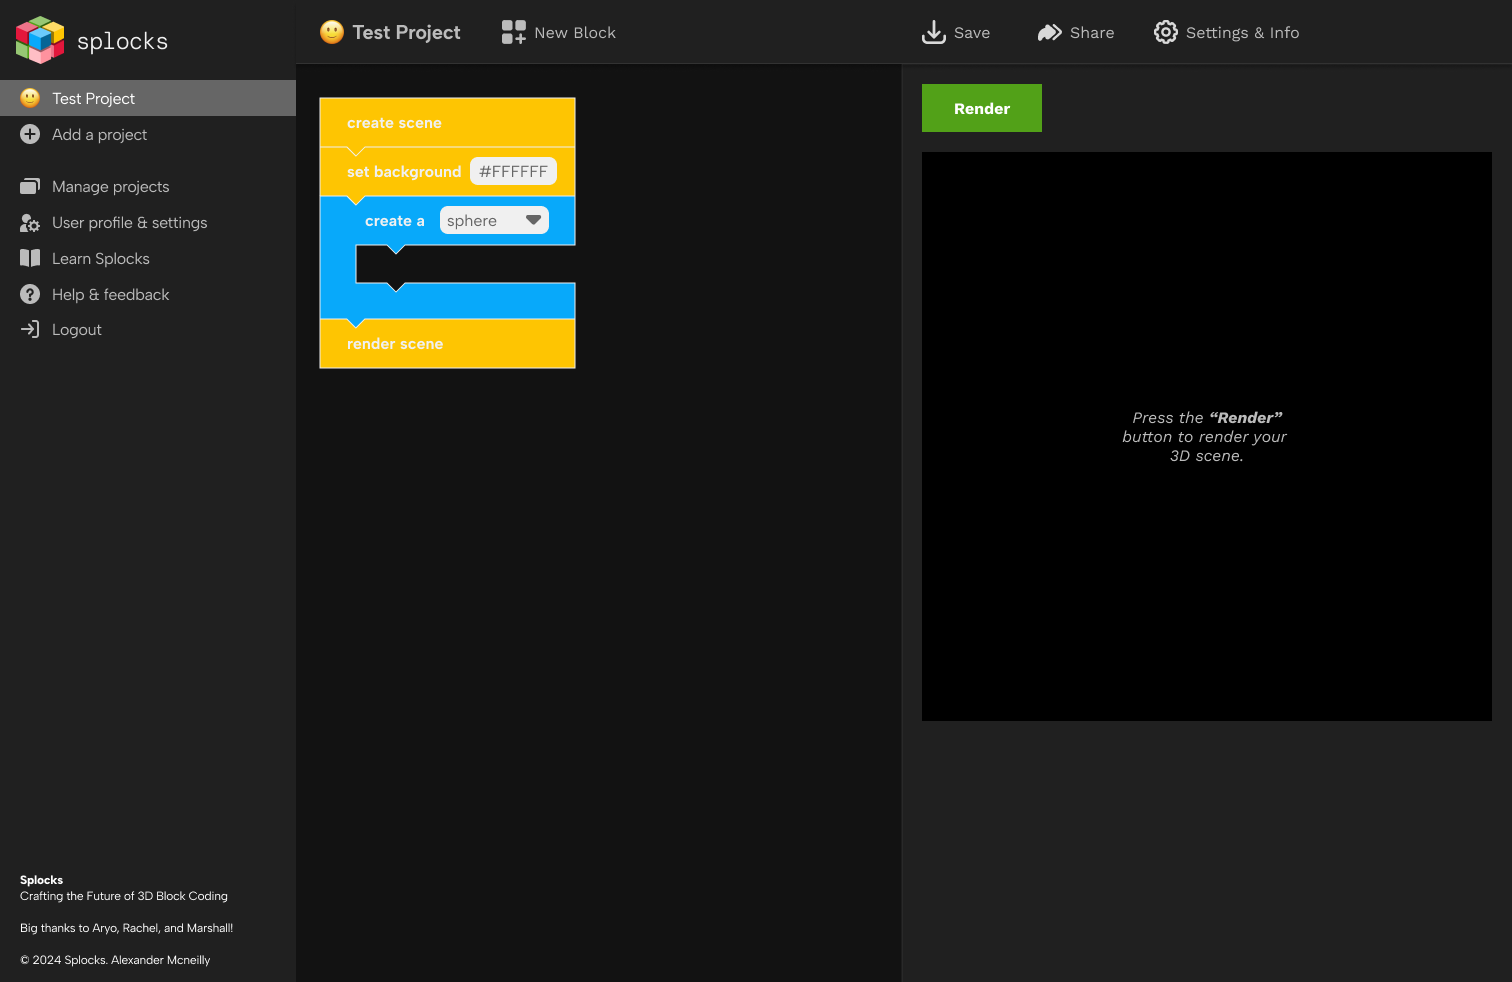 splocks
Test Project
Add a project
Manage projects
User profile & settings
Learn Splocks
Help & feedback
Logout
Splocks
Crafting the Future of 3D Block Coding
Big thanks to Aryo, Rachel, and Marshall!
© 2024 Splocks. Alexander Mcneilly
Test Project
New Block
Save
Share
Settings & Info
create scene
set background #FFFFFF
create a sphere
render scene
Render
Press the “Render”
button to render your
3D scene.